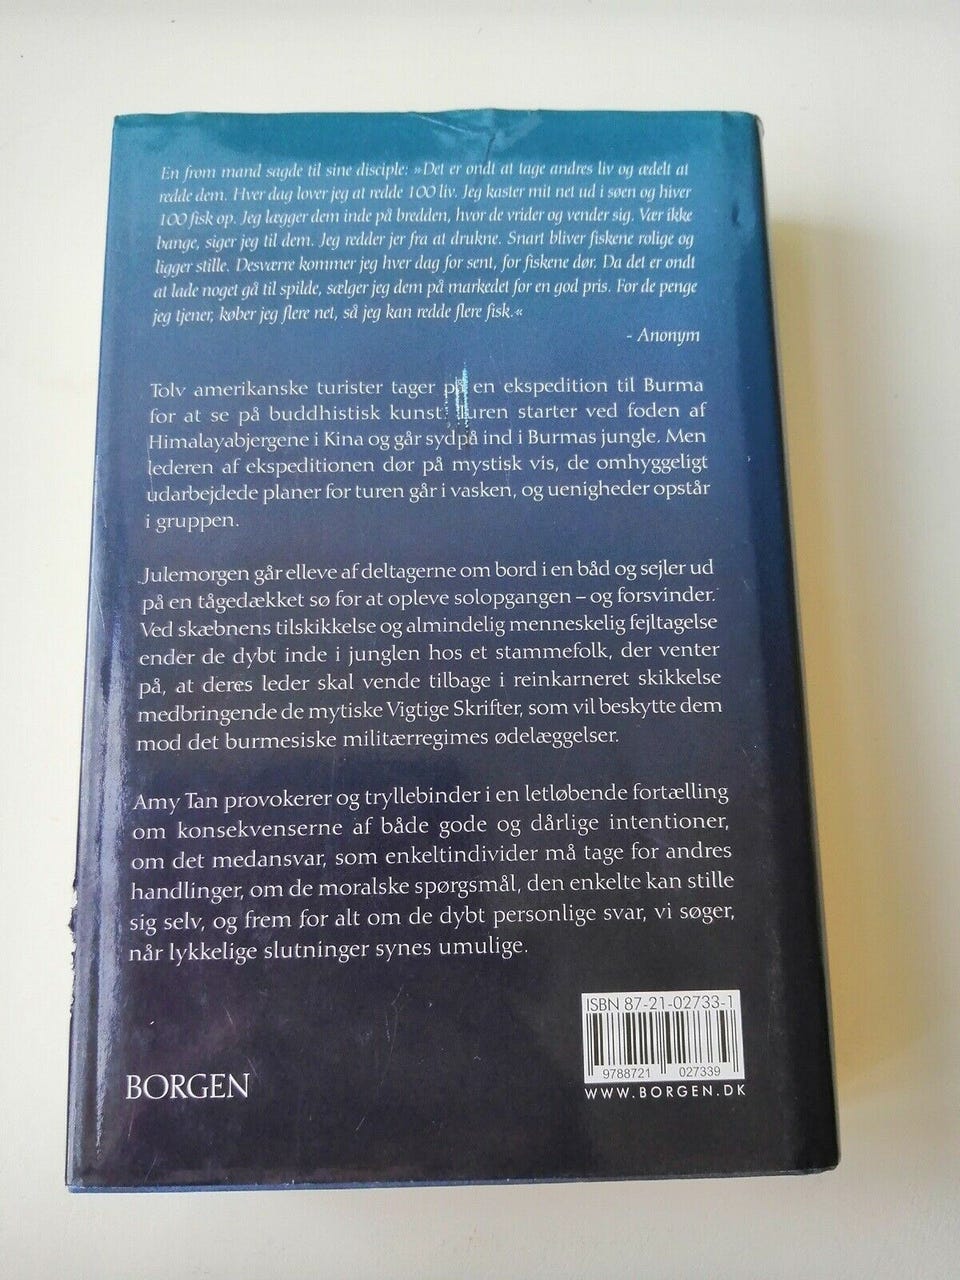 En from mand sagde til sine disciple: »Det er ondt at tage andres liv og ædelt at
redde dem. Hver dag lover jeg at redde 100 liv. Jeg kaster mit net ud i søen og hiver
100 fisk op. Jeg lægger dem inde på bredden, hvor de vrider og vender sig. Vær ikke
bange, siger jeg til dem. Jeg redder jer fra at drukne. Snart bliver fiskene rolige og
ligger stille. Desværre kommer jeg hver dag for sent, for fiskene dør. Da det er ondt
at lade noget gå til spilde, sælger jeg dem på markedet for en god pris. For de penge
jeg tjener, køber jeg flere net, så jeg kan redde flere fisk.«
- Anonym
Tolv amerikanske turister tager på en ekspedition til Burma
for at se på buddhistisk kunst. Turen starter ved foden af
Himalayabjergene i Kina og går sydpå ind i Burmas jungle. Men
lederen af ekspeditionen dør på mystisk vis, de omhyggeligt
udarbejdede planer for turen går i vasken, og uenigheder opstår
i gruppen.
Julemorgen går elleve af deltagerne om bord i en båd og sejler ud
på en tågedækket sø for at opleve solopgangen – og forsvinder.
Ved skæbnens tilskikkelse og almindelig menneskelig fejltagelse
ender de dybt inde i junglen hos et stammefolk, der venter
på, at deres leder skal vende tilbage i reinkarneret skikkelse
medbringende de mytiske Vigtige Skrifter, som vil beskytte dem
mod det burmesiske militærregimes ødelæggelser.
Amy Tan provokerer og tryllebinder i en letløbende fortælling
om konsekvenserne af både gode og dårlige intentioner,
om det medansvar, som enkeltindivider må tage for andres
handlinger, om de moralske spørgsmål, den enkelte kan stille
sig selv, og frem for alt om de dybt personlige svar, vi søger,
når lykkelige slutninger synes umulige.
ISBN 87-21-02733-1
9788721 027339
WWW.BORGEN.DK
BORGEN